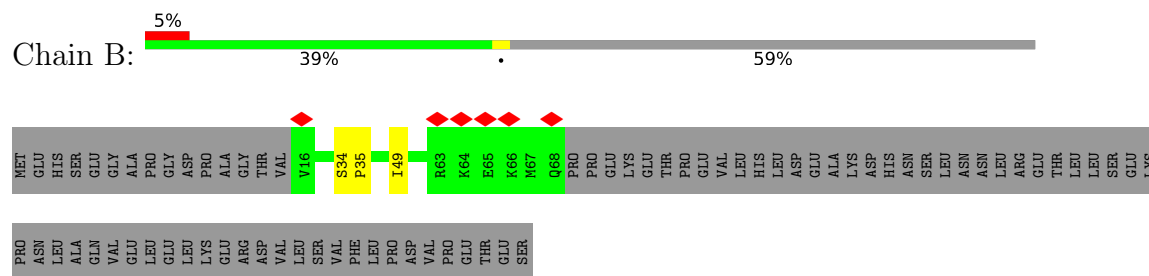 5%
Chain B:
39% • 59%
MET GLU HIS SER GLU GLY ALA PRO GLY ASP PRO ALA GLY THR VAL V16 S34 P35 I49 R63 K64 E65 K66 M67 Q68 PRO PRO GLU LYS GLU THR PRO GLU VAL LEU HIS LEU ASP GLU ALA LYS ASP HIS ASN SER LEU ASN ASN LEU ARG GLU THR LEU LEU SER GLU LYS
PRO ASN LEU ALA GLN VAL GLU LEU GLU LEU LYS GLU ARG ASP VAL LEU SER VAL PHE LEU PRO ASP VAL PRO GLU THR GLU SER